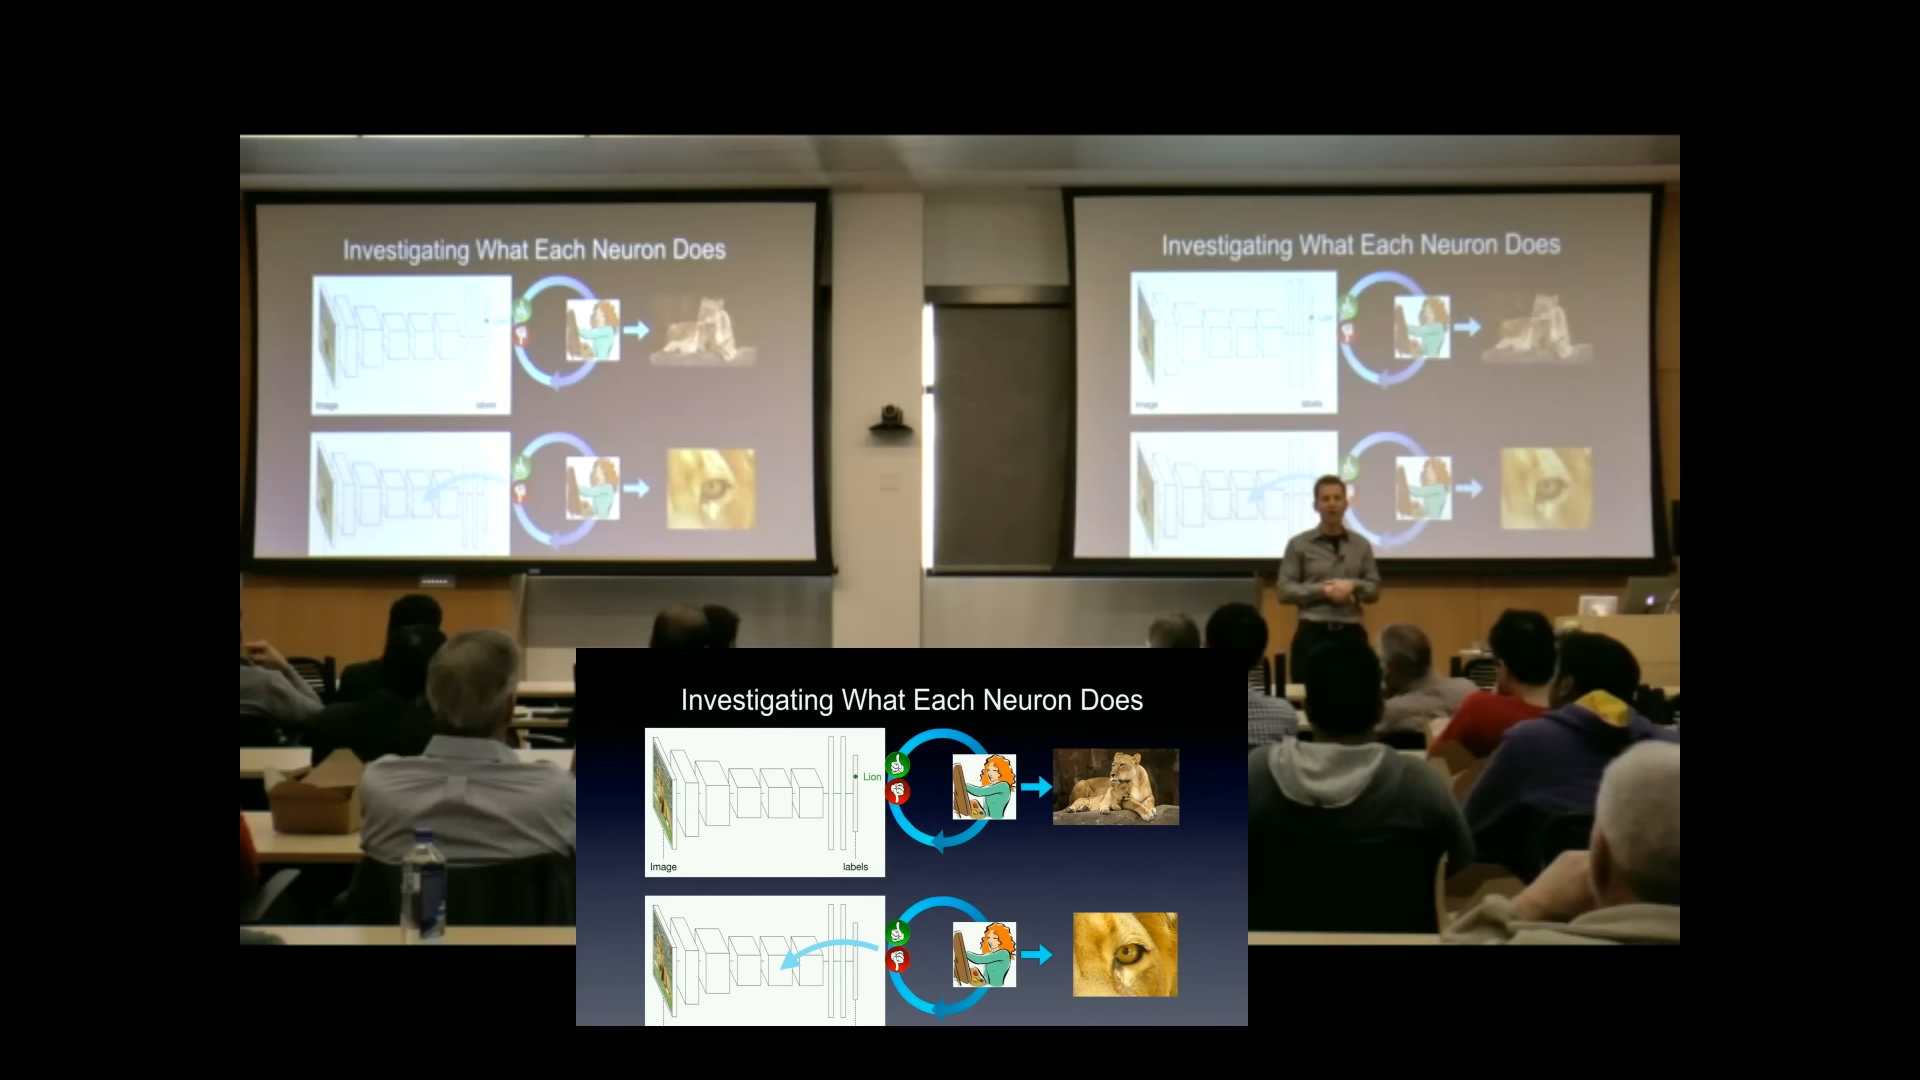 Investigating What Each Neuron Does
Image
labels
Investigating What Each Neuron Does
Lion
Image
labels
Investigating What Each Neuron Does
Lion
Image
labels